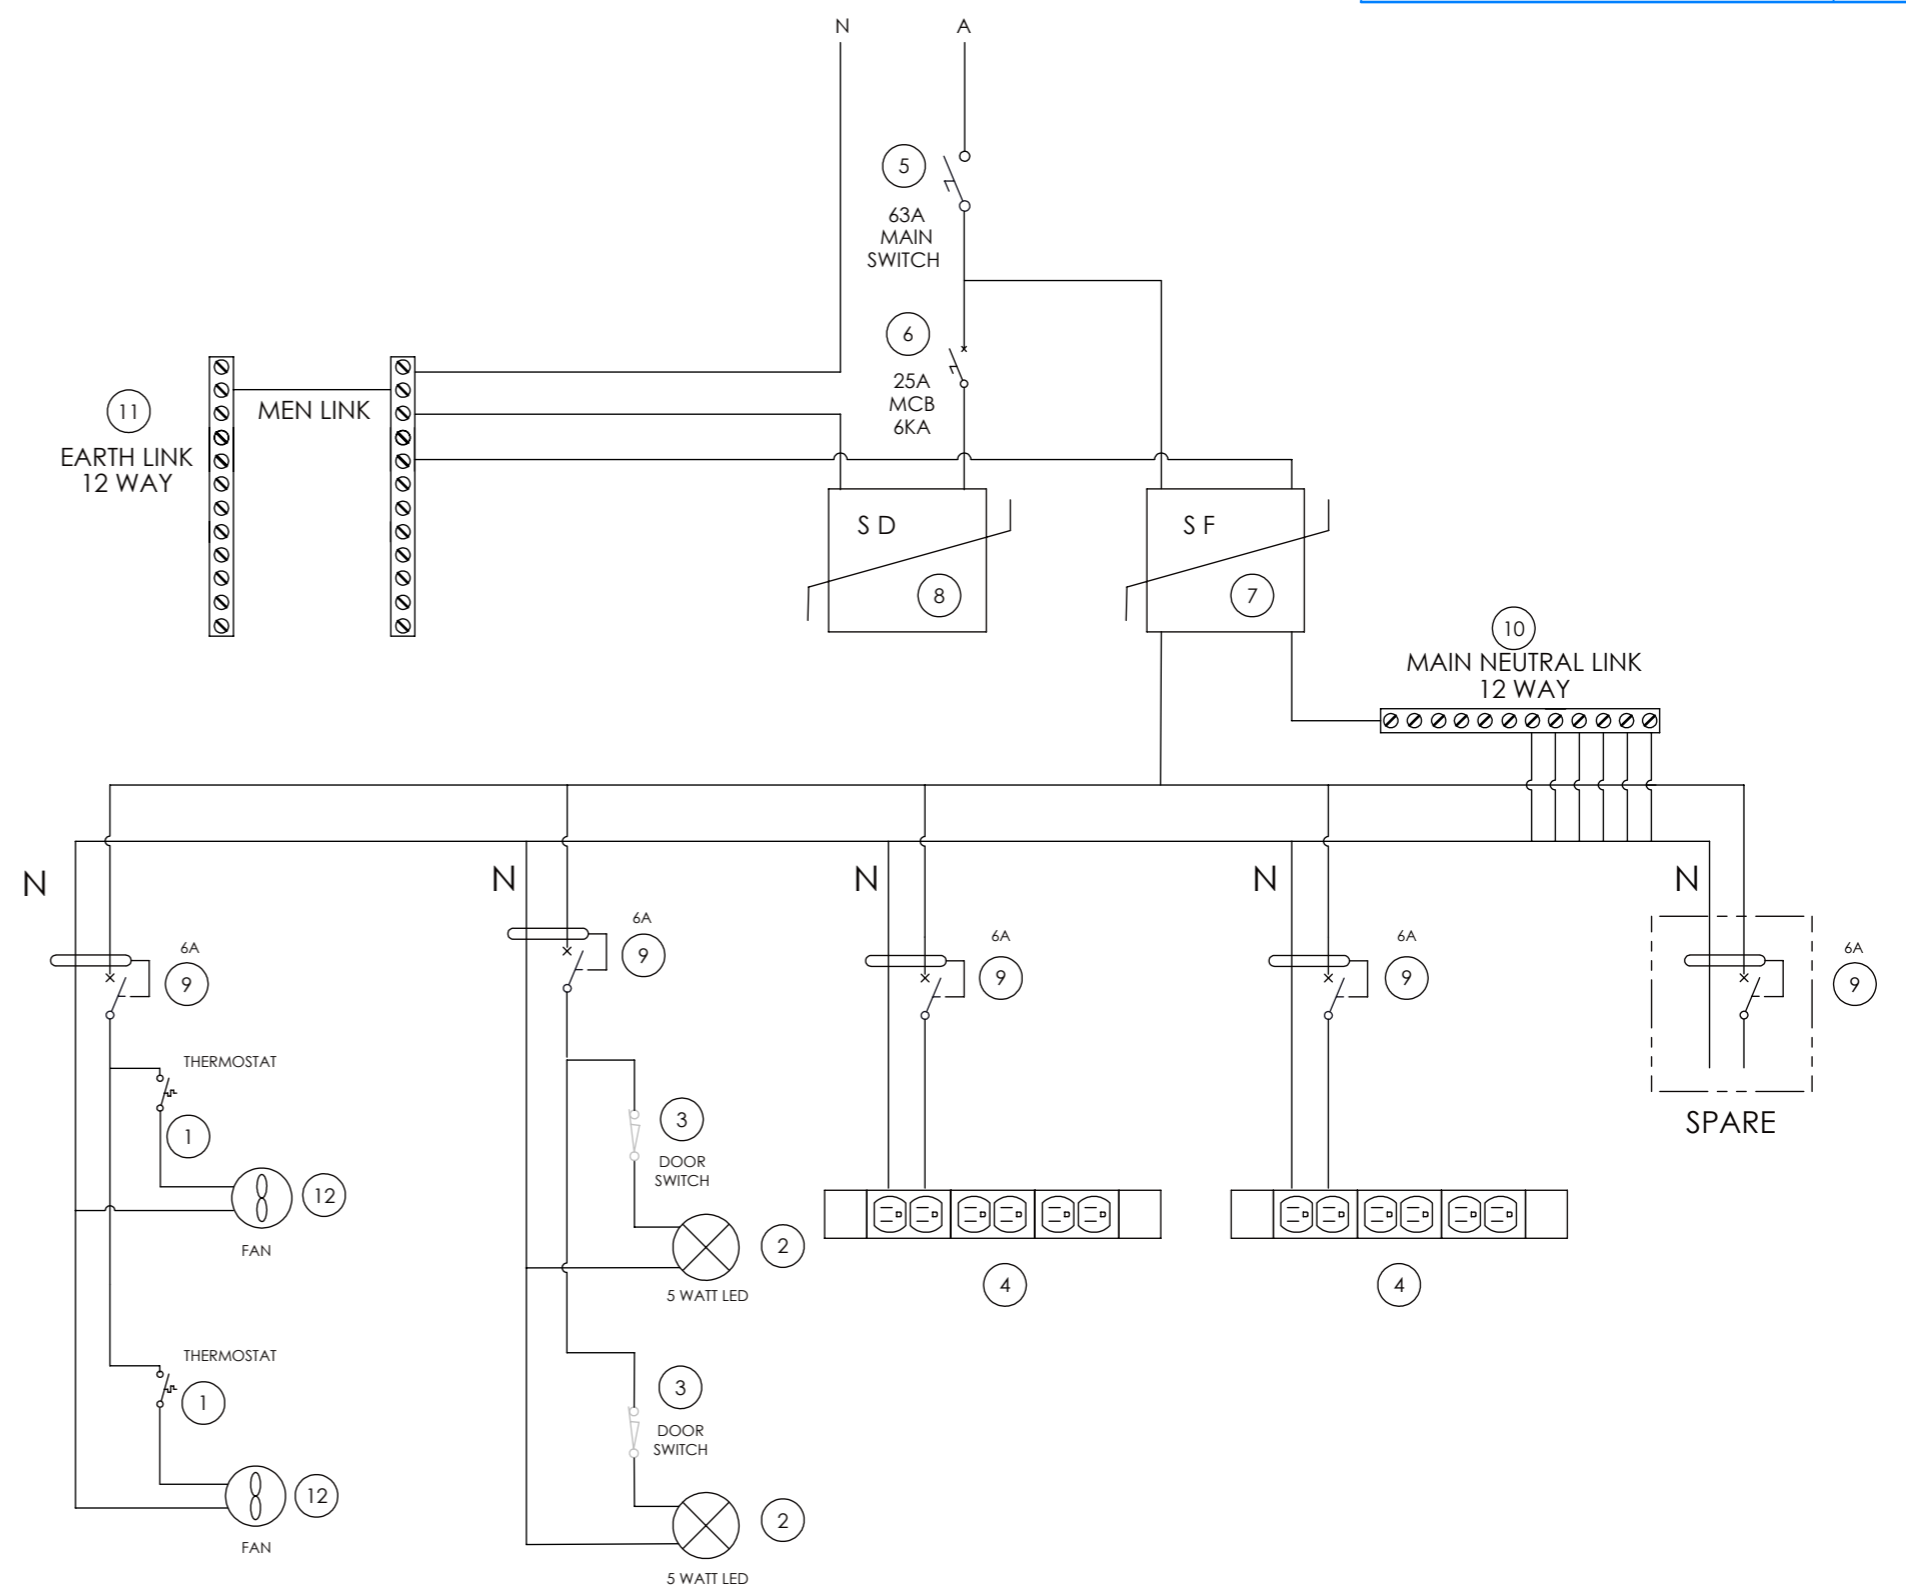 N
A
5
63A
MAIN
SWITCH
6
25A
MCB
6KA
11
EARTH LINK
12 WAY
MEN LINK
S D
8
S F
7
10
MAIN NEUTRAL LINK
12 WAY
N
N
N
N
N
6A
9
6A
9
6A
9
6A
9
6A
9
SPARE
THERMOSTAT
1
12
FAN
THERMOSTAT
1
12
FAN
3
DOOR
SWITCH
2
5 WATT LED
3
DOOR
SWITCH
2
5 WATT LED
4
4